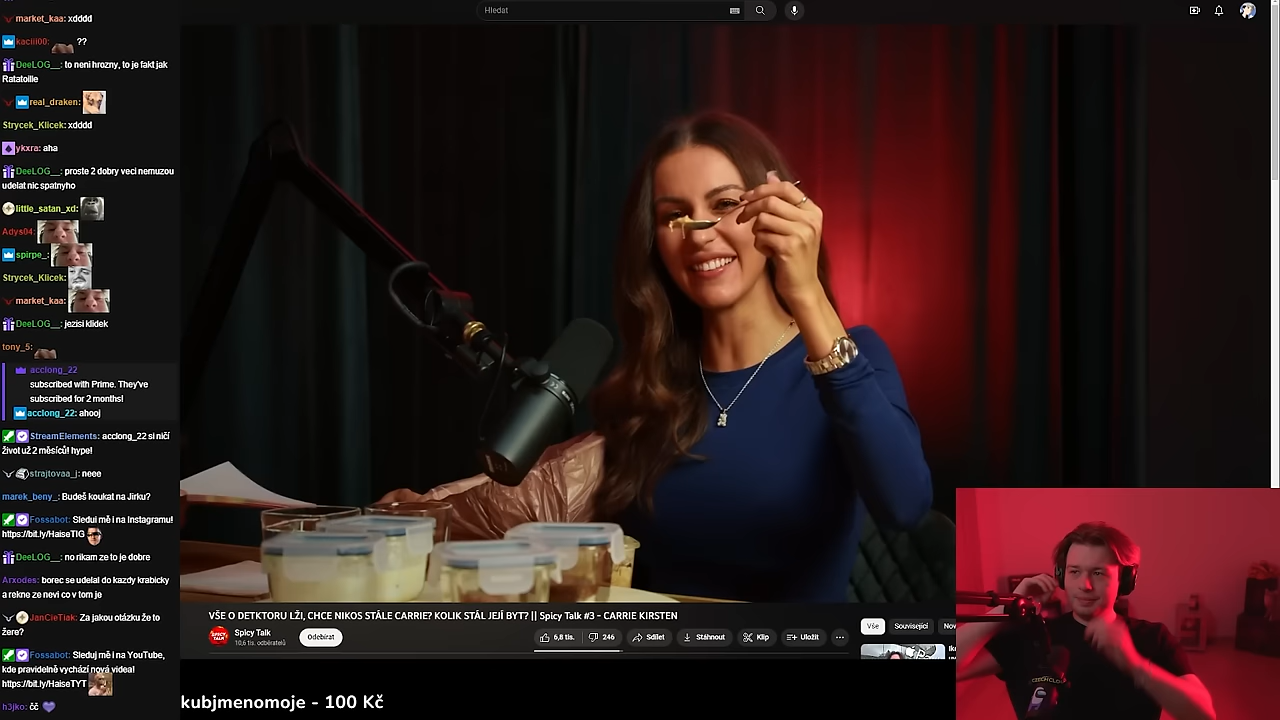 market_kaa: xdddd
kaciii00: ??
DeeLOG__: to neni hrozny, to je fakt jak
Ratatoille
real_draken:
Strycek_Klicek: xdddd
ykxra: aha
DeeLOG__: proste 2 dobry veci nemuzou
udelat nic spatnyho
little_satan_xd:
Adys04:
spirpe_:
Strycek_Klicek:
market_kaa:
DeeLOG__: jezisi klidek
tony_5:
acclong_22
subscribed with Prime. They've
subscribed for 2 months!
acclong_22: ahooj
StreamElements: acclong_22 si ničí
život už 2 měsíců! hype!
strajtovaa_j: neee
marek_beny_: Budeš koukat na Jirku?
Fossabot: Sleduj mě i na Instagramu!
https://bit.ly/HaiseTIG
DeeLOG__: no rikam ze to je dobre
Arxodes: borec se udelal do kazdy krabicky
a rekne ze nevi co v tom je
JanCieTiak: Za jakou otázku že to
žere?
Fossabot: Sleduj mě i na YouTube,
kde pravidelně vychází nová videa!
https://bit.ly/HaiseTYT
h3jko: čč
Hledat
VŠE O DETKTORU LŽI, CHCE NIKOS STÁLE CARRIE? KOLIK STÁL JEJÍ BYT? || Spicy Talk #3 - CARRIE KIRSTEN
SPICY TALK
Spicy Talk
10,6 tis. odběratelů
Odebírat
6,8 tis.
246
Sdílet
Stáhnout
Klip
Uložit
Vše
Související
kubjmenomoje - 100 Kč